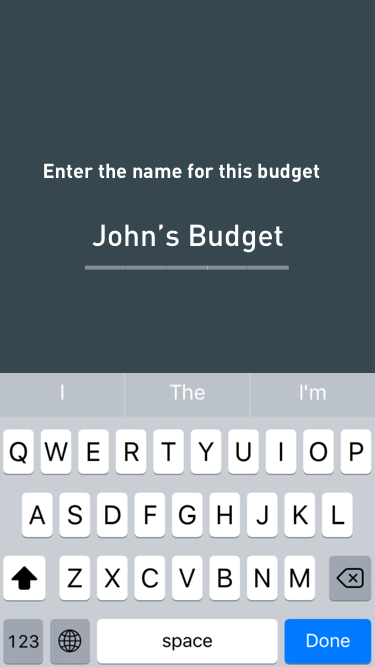 Enter the name for this budget
John’s Budget
I The I'm
Q W E R T Y U I O P
A S D F G H J K L
Z X C V B N M
123 space Done